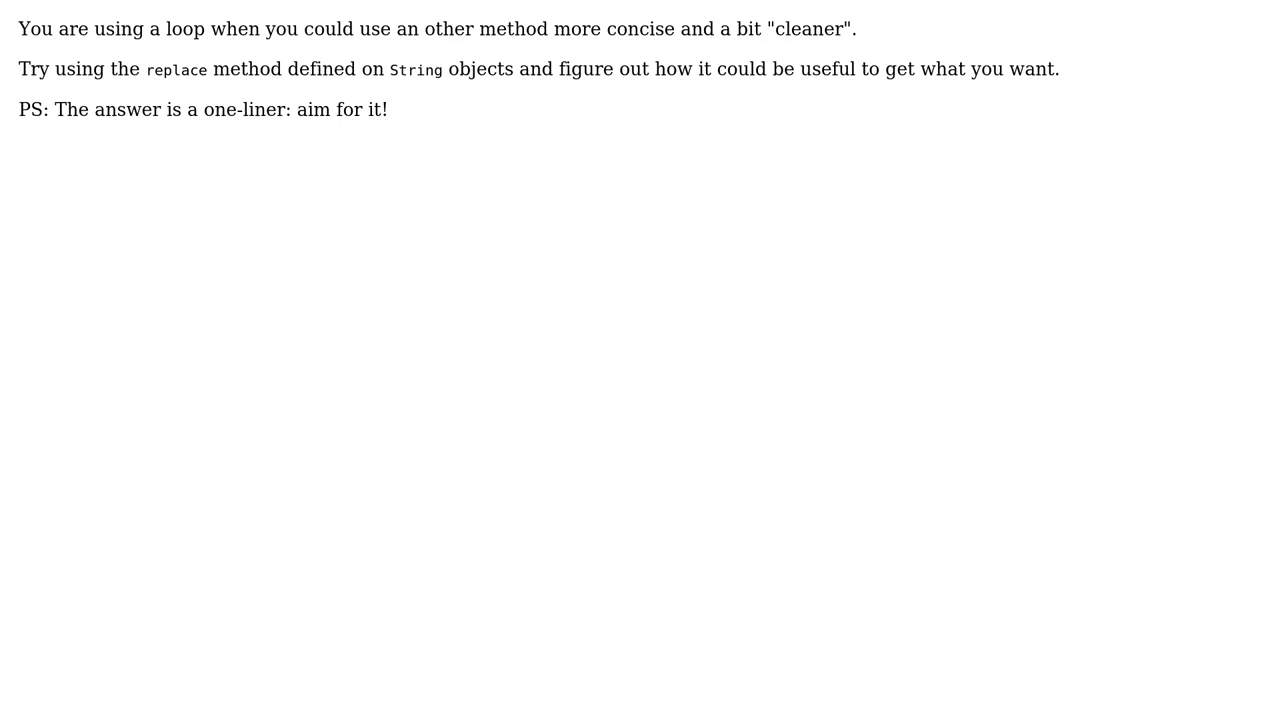 You are using a loop when you could use an other method more concise and a bit "cleaner".
Try using the replace method defined on String objects and figure out how it could be useful to get what you want.
PS: The answer is a one-liner: aim for it!